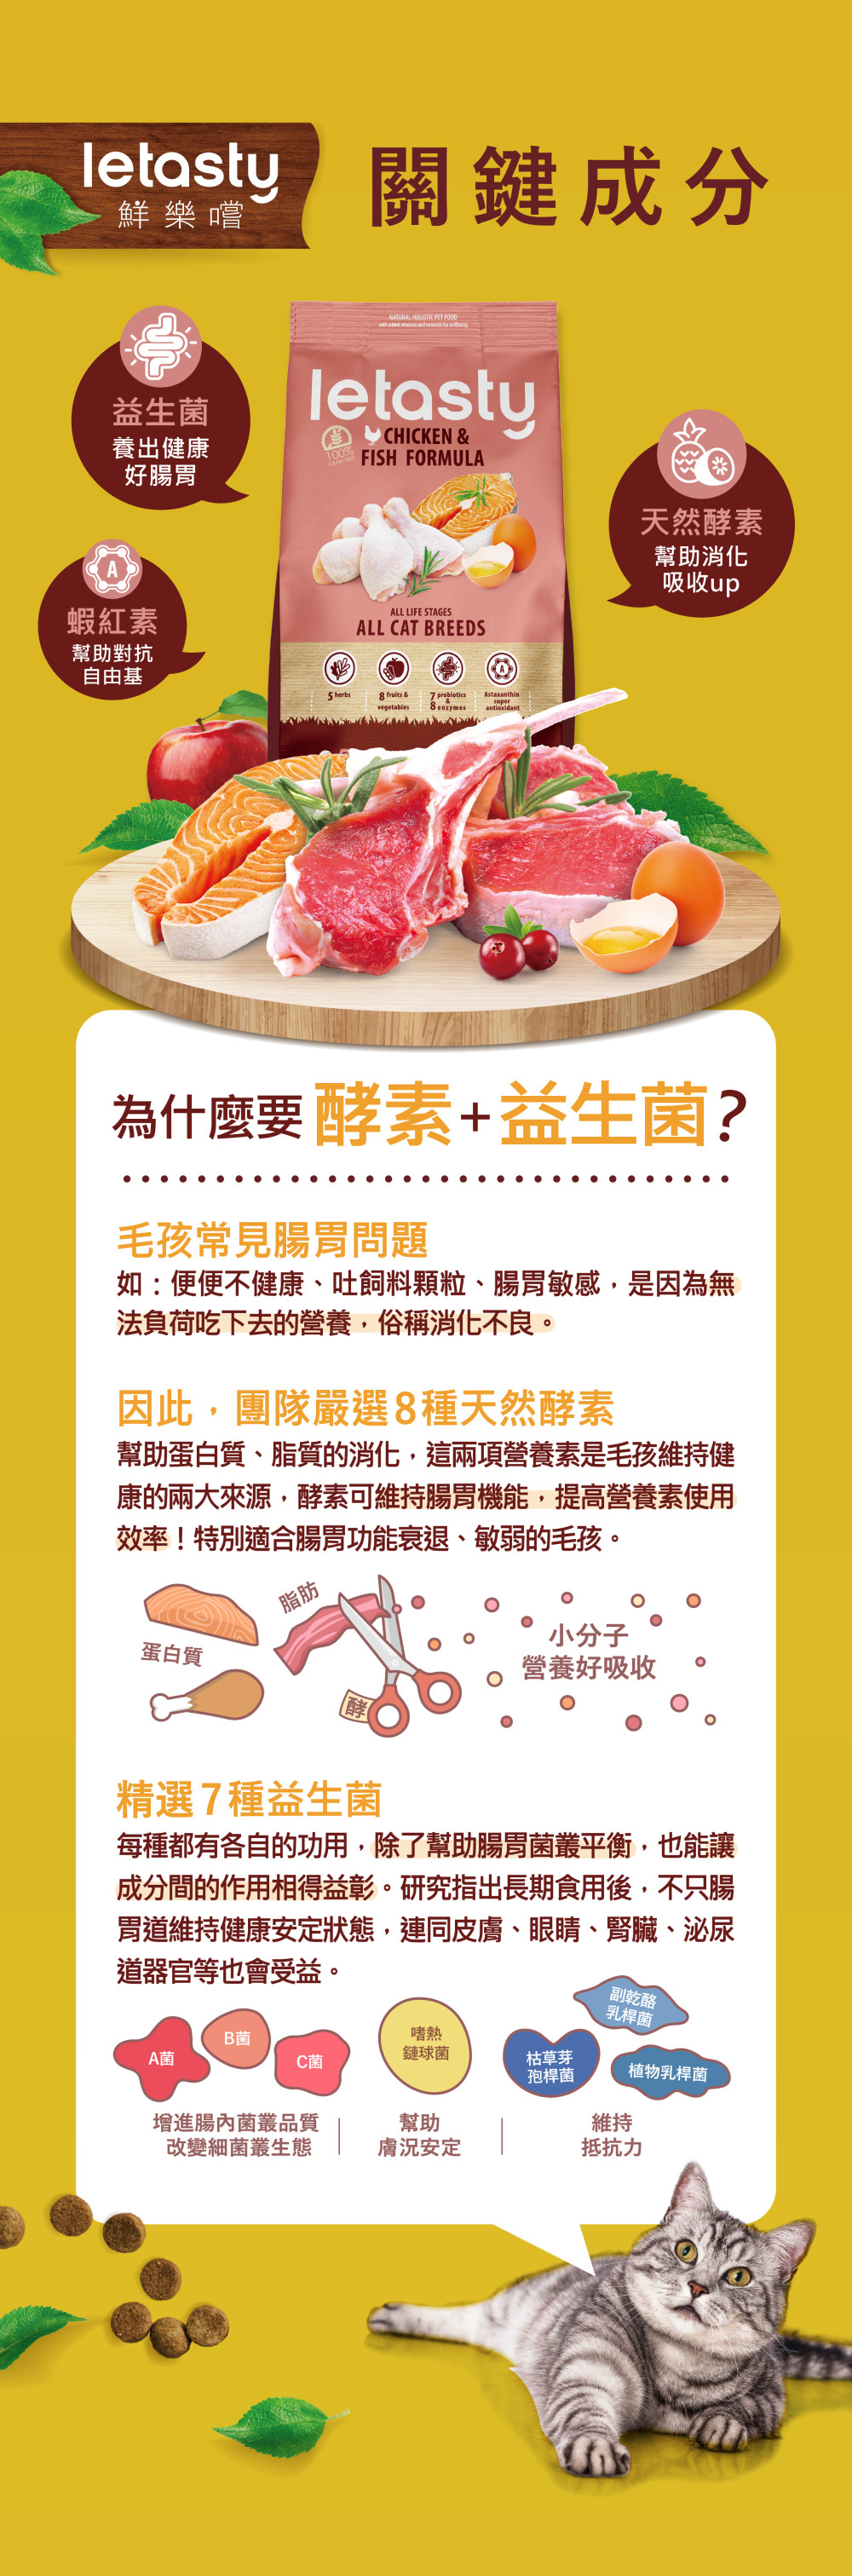 letasty
鮮樂嚐
關鍵成分
益生菌
養出健康
好腸胃
蝦紅素
幫助對抗
自由基
天然酵素
幫助消化
吸收up
NATURAL HOLISTIC PET FOOD
with added vitamins and minerals for wellbeing
letasty
100%
GRAIN FREE
CHICKEN &
FISH FORMULA
ALL LIFE STAGES
ALL CAT BREEDS
5 herbs
8 fruits &
vegetables
7 probiotics
&
8 enzymes
Astaxanthin
super
antioxidant
A
A
為什麼要 酵素+益生菌?
毛孩常見腸胃問題
如：便便不健康、吐飼料顆粒、腸胃敏感，是因為無
法負荷吃下去的營養，俗稱消化不良。
因此，團隊嚴選8種天然酵素
幫助蛋白質、脂質的消化，這兩項營養素是毛孩維持健
康的兩大來源，酵素可維持腸胃機能，提高營養素使用
效率！特別適合腸胃功能衰退、敏弱的毛孩。
蛋白質
脂肪
酵
小分子
營養好吸收
精選7種益生菌
每種都有各自的功用，除了幫助腸胃菌叢平衡，也能讓
成分間的作用相得益彰。研究指出長期食用後，不只腸
胃道維持健康安定狀態，連同皮膚、眼睛、腎臟、泌尿
道器官等也會受益。
A菌
B菌
C菌
增進腸內菌叢品質
改變細菌叢生態
嗜熱
鏈球菌
幫助
膚況安定
副乾酪
乳桿菌
枯草芽
孢桿菌
植物乳桿菌
維持
抵抗力